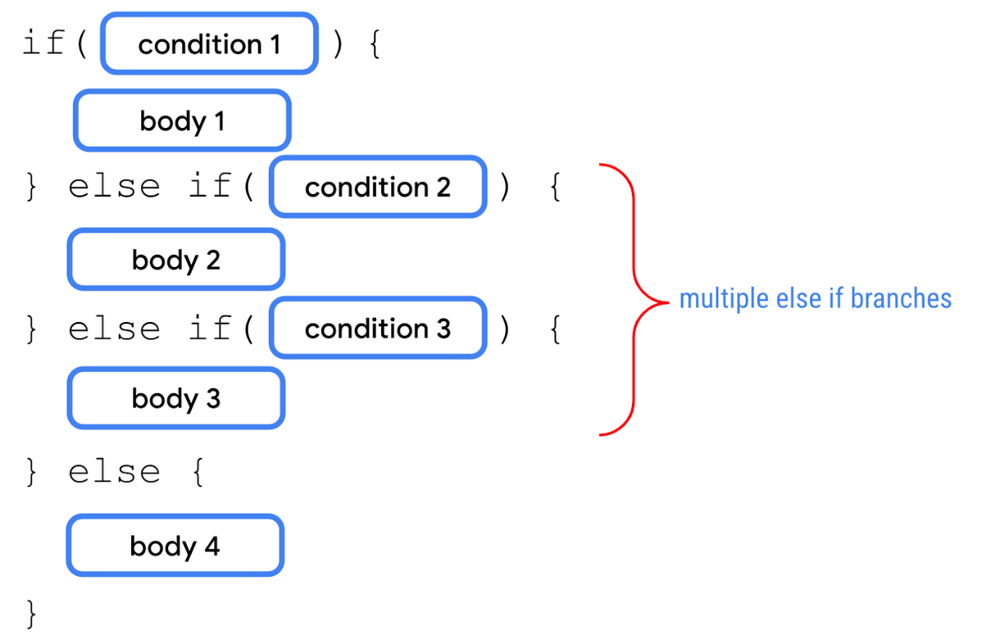 if( condition 1 ) {
body 1
} else if( condition 2 ) {
body 2
} else if( condition 3 ) {
multiple else if branches
body 3
} else {
body 4
}